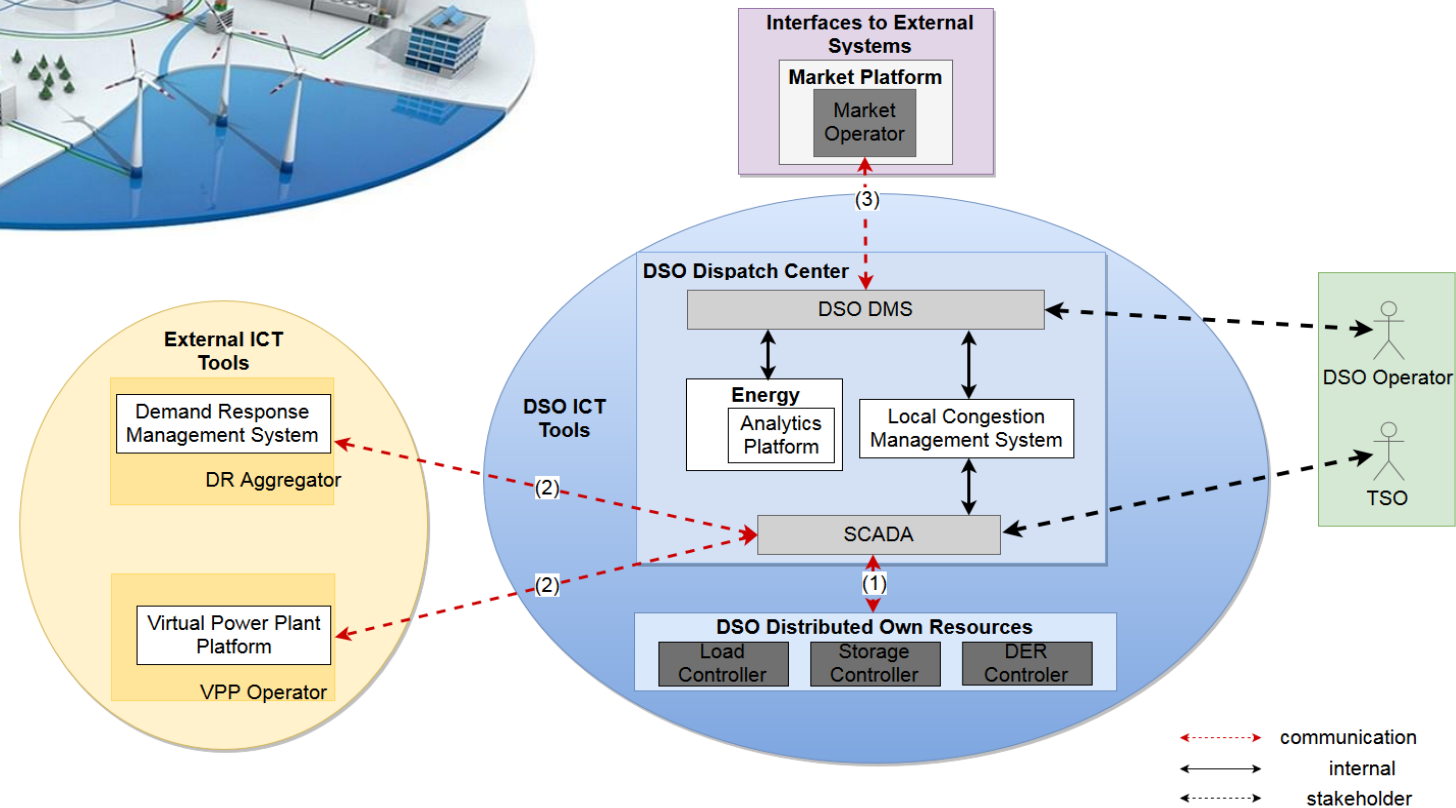 Interfaces to External
Systems
Market Platform
Market
Operator
(3)
DSO Dispatch Center
DSO DMS
Energy
Analytics
Platform
Local Congestion
Management System
DSO ICT
Tools
SCADA
(1)
DSO Distributed Own Resources
Load
Controller
Storage
Controller
DER
Controler
External ICT
Tools
Demand Response
Management System
DR Aggregator
(2)
(2)
Virtual Power Plant
Platform
VPP Operator
DSO Operator
TSO
communication
internal
stakeholder